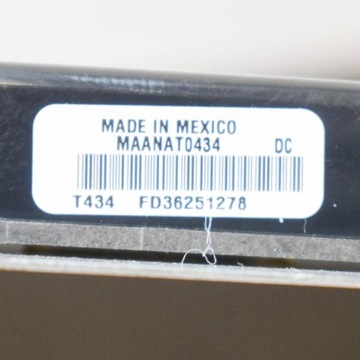 MADE IN MEXICO
MAANAT0434 DC
T434 FD36251278